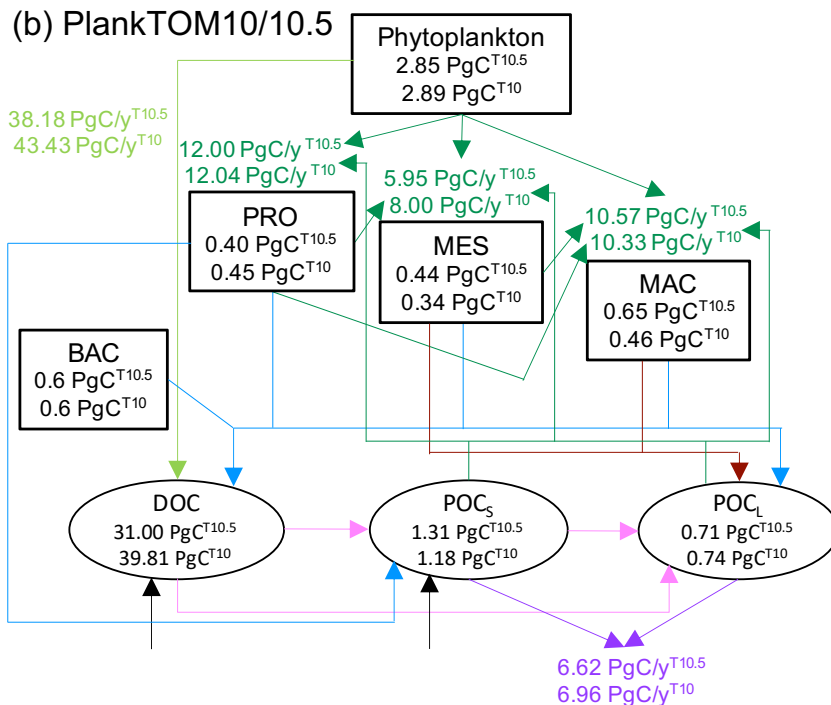 (b) PlankTOM10/10.5
Phytoplankton
2.85 PgC^T10.5
2.89 PgC^T10
38.18 PgC/y^T10.5
43.43 PgC/y^T10
12.00 PgC/y^T10.5
12.04 PgC/y^T10
5.95 PgC/y^T10.5
8.00 PgC/y^T10
10.57 PgC/y^T10.5
10.33 PgC/y^T10
PRO
0.40 PgC^T10.5
0.45 PgC^T10
MES
0.44 PgC^T10.5
0.34 PgC^T10
MAC
0.65 PgC^T10.5
0.46 PgC^T10
BAC
0.6 PgC^T10.5
0.6 PgC^T10
DOC
31.00 PgC^T10.5
39.81 PgC^T10
POC_S
1.31 PgC^T10.5
1.18 PgC^T10
POC_L
0.71 PgC^T10.5
0.74 PgC^T10
6.62 PgC/y^T10.5
6.96 PgC/y^T10